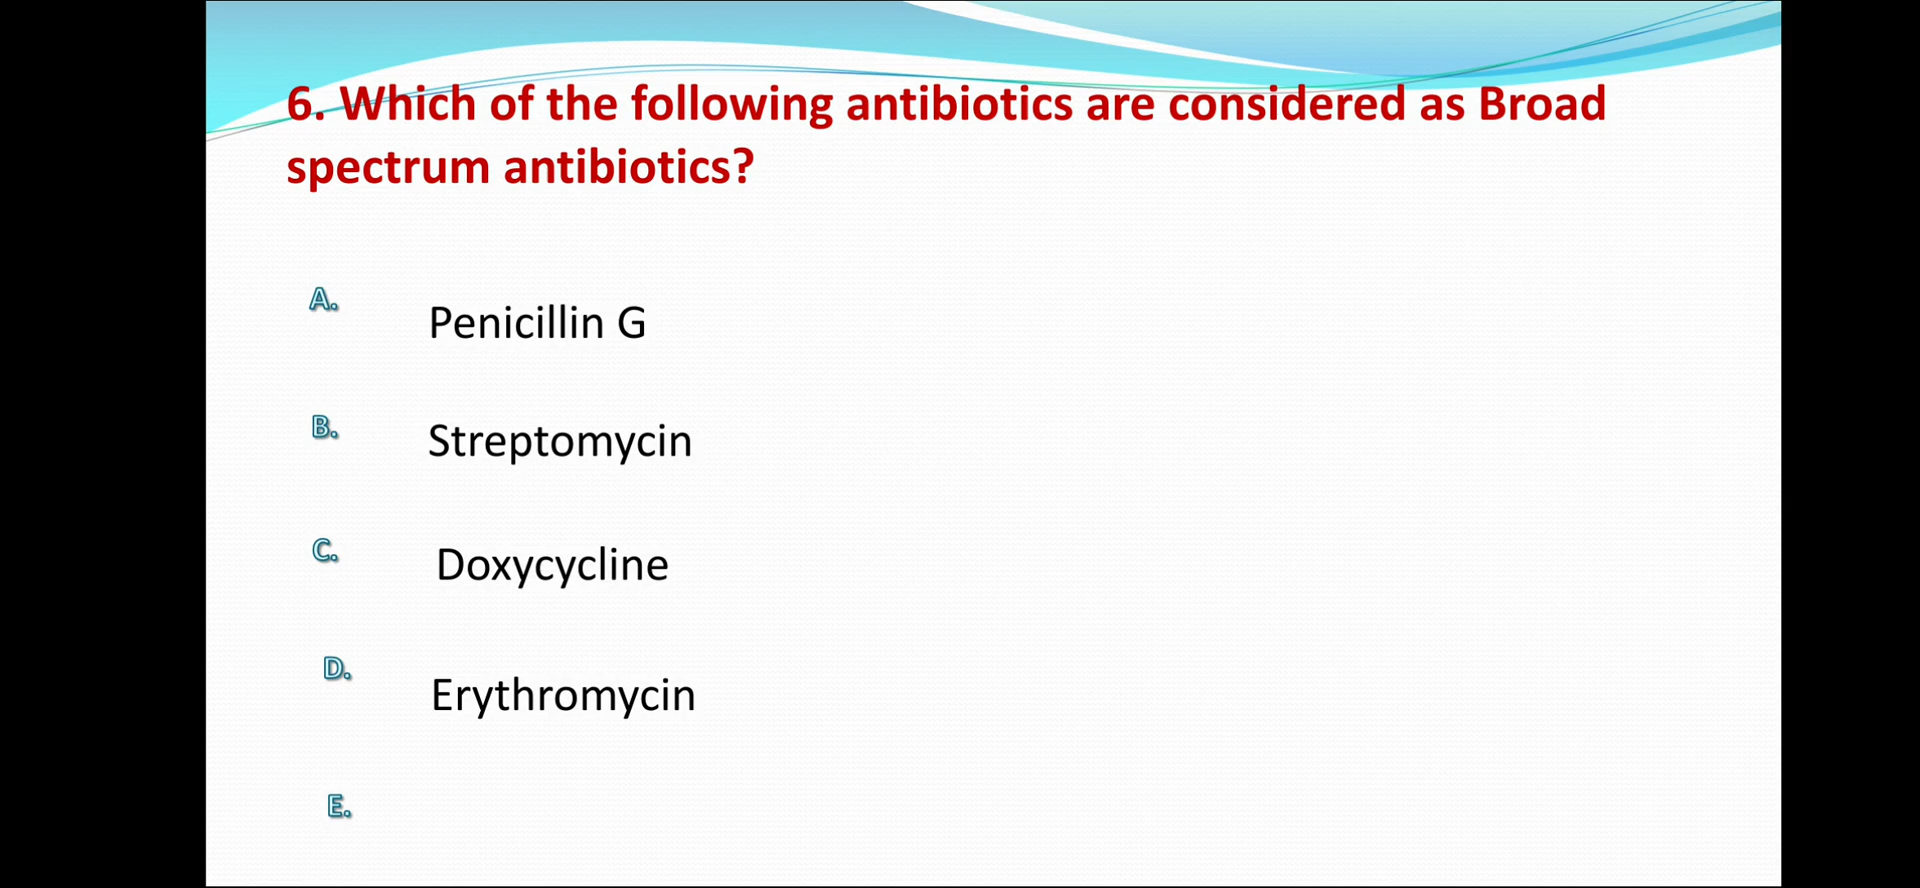 6. Which of the following antibiotics are considered as Broad
spectrum antibiotics?
A. Penicillin G
B. Streptomycin
C. Doxycycline
D. Erythromycin
E.